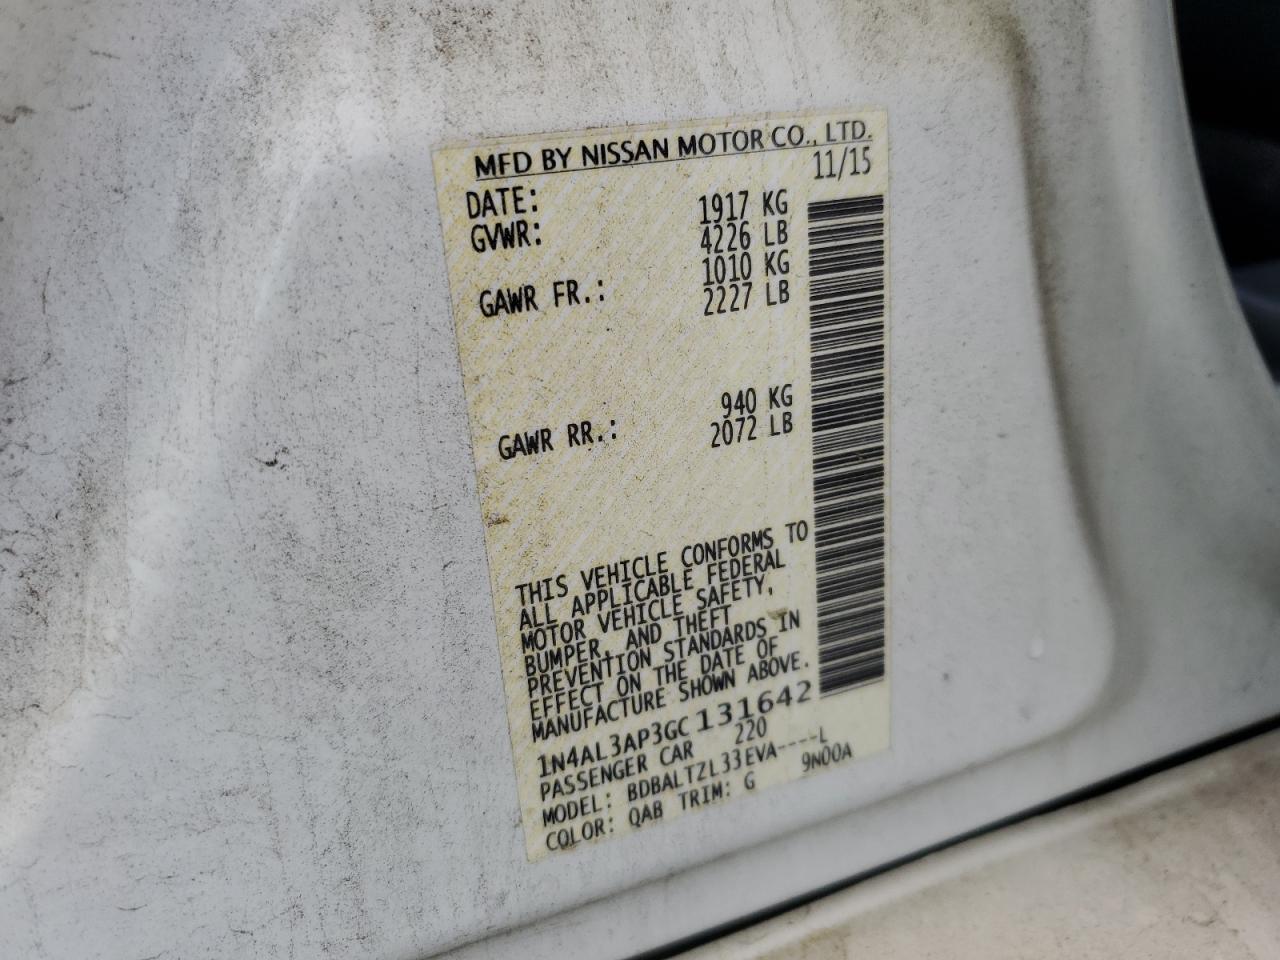 MFD BY NISSAN MOTOR CO., LTD.
DATE: 11/15
GVWR: 1917 KG
4226 LB
GAWR FR.: 1010 KG
2227 LB
GAWR RR.: 940 KG
2072 LB
THIS VEHICLE CONFORMS TO
ALL APPLICABLE FEDERAL
MOTOR VEHICLE SAFETY,
BUMPER, AND THEFT
PREVENTION STANDARDS IN
EFFECT ON THE DATE OF
MANUFACTURE SHOWN ABOVE.
1N4AL3AP3GC131642
PASSENGER CAR 220
MODEL: BDBALTZL33EVA----L
COLOR: QAB TRIM: G 9N00A